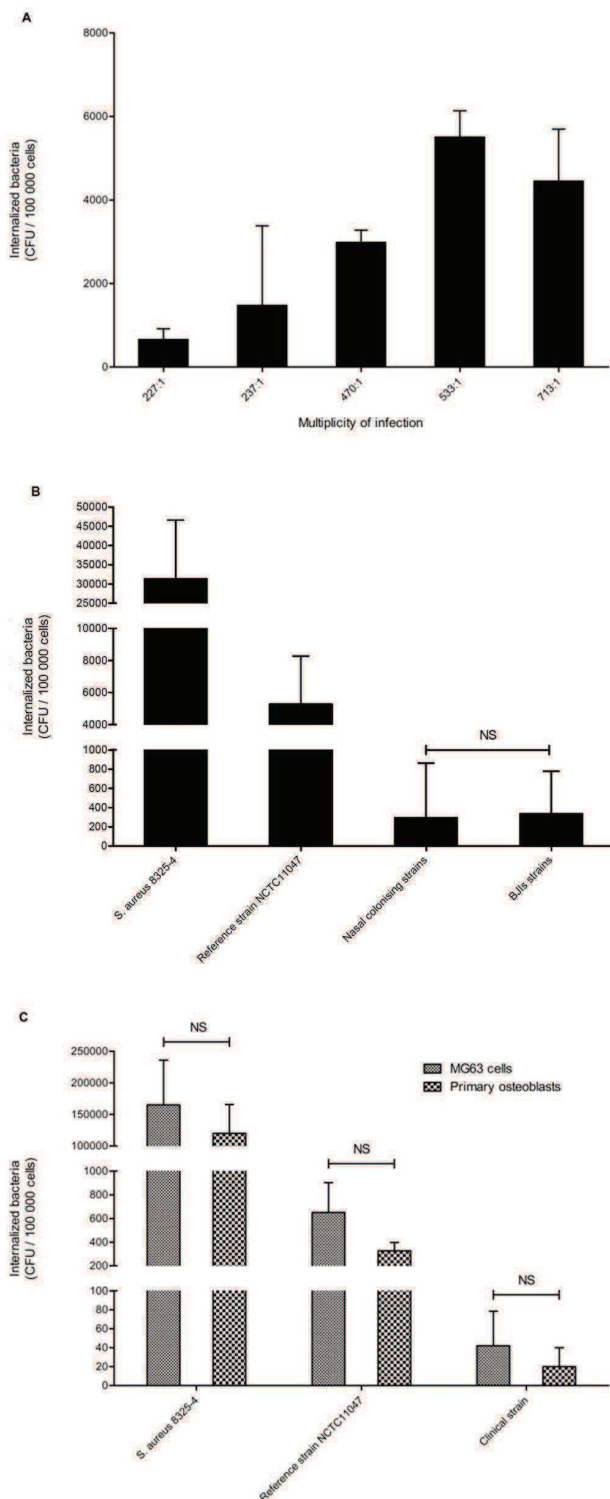 A
Internalized bacteria
(CFU / 100 000 cells)
8000
6000
4000
2000
0
227:1
237:1
470:1
533:1
713:1
Multiplicity of infection
B
Internalized bacteria
(CFU / 100 000 cells)
50000
45000
40000
35000
30000
25000
10000
8000
6000
4000
1000
800
600
400
200
0
NS
S. aureus 8325-4
Reference strain NCTC11047
Nasal colonising strains
BJIs strains
C
Internalized bacteria
(CFU / 100 000 cells)
250000
200000
150000
100000
1000
800
600
400
200
100
80
60
40
20
0
NS
NS
NS
MG63 cells
Primary osteoblasts
S. aureus 8325-4
Reference strain NCTC11047
Clinical strain